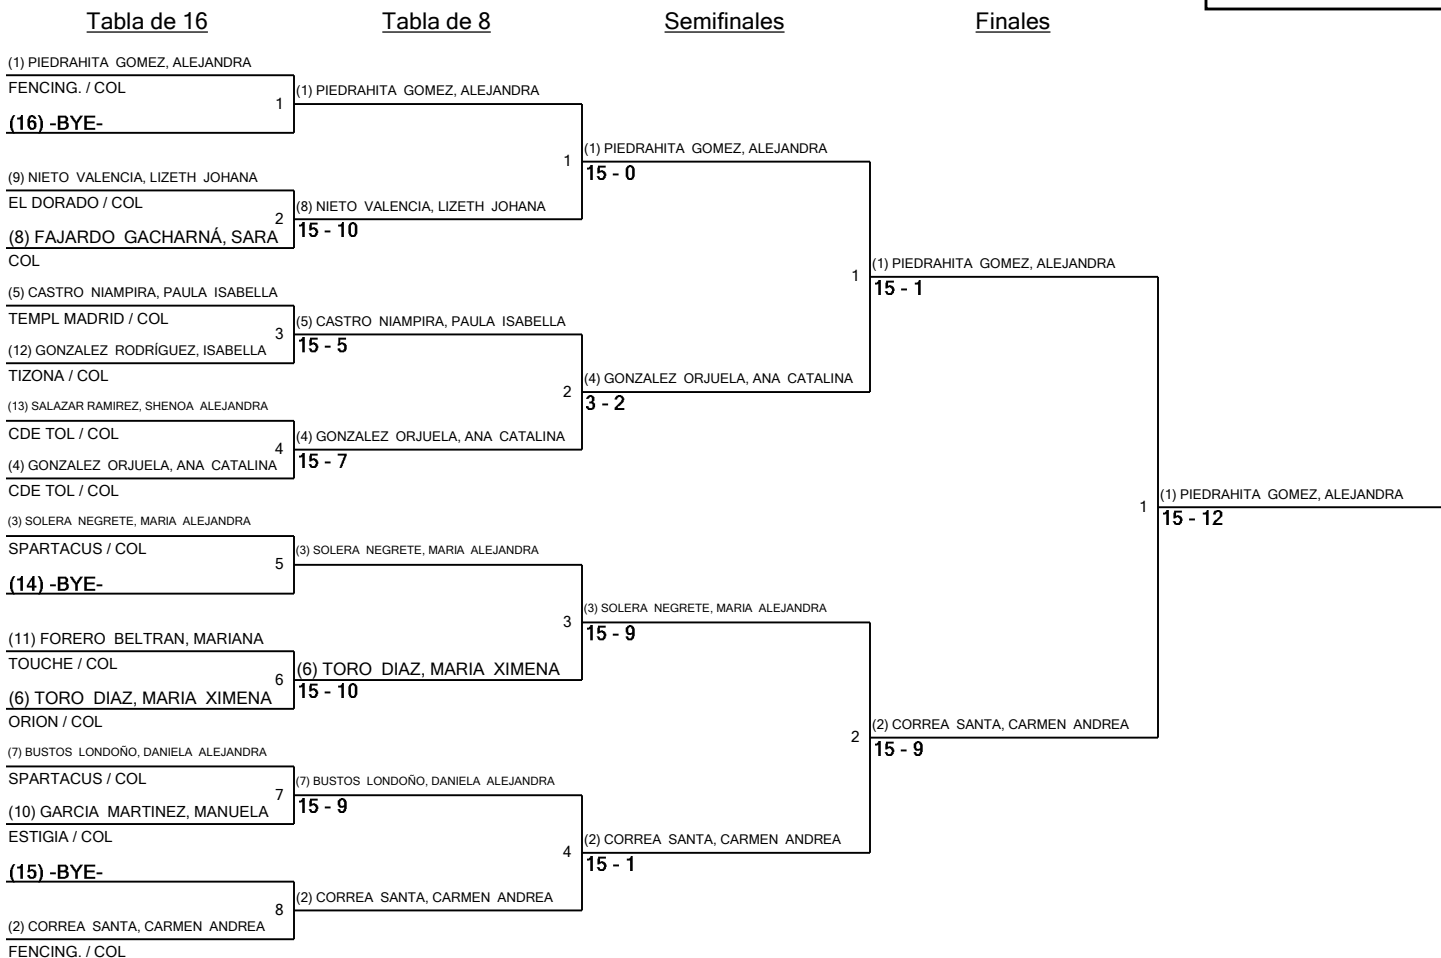 Tabla de 16
Tabla de 8
Semifinales
Finales
(1) PIEDRAHITA GOMEZ, ALEJANDRA
FENCING. / COL
1
(16) -BYE-
(9) NIETO VALENCIA, LIZETH JOHANA
EL DORADO / COL
2
(8) FAJARDO GACHARNÁ, SARA
COL
(5) CASTRO NIAMPIRA, PAULA ISABELLA
TEMPL MADRID / COL
3
(12) GONZALEZ RODRÍGUEZ, ISABELLA
TIZONA / COL
(13) SALAZAR RAMIREZ, SHENOA ALEJANDRA
CDE TOL / COL
4
(4) GONZALEZ ORJUELA, ANA CATALINA
CDE TOL / COL
(3) SOLERA NEGRETE, MARIA ALEJANDRA
SPARTACUS / COL
5
(14) -BYE-
(11) FORERO BELTRAN, MARIANA
TOUCHE / COL
6
(6) TORO DIAZ, MARIA XIMENA
ORION / COL
(7) BUSTOS LONDOÑO, DANIELA ALEJANDRA
SPARTACUS / COL
7
(10) GARCIA MARTINEZ, MANUELA
ESTIGIA / COL
(15) -BYE-
8
(2) CORREA SANTA, CARMEN ANDREA
FENCING. / COL
(1) PIEDRAHITA GOMEZ, ALEJANDRA
1
(8) NIETO VALENCIA, LIZETH JOHANA
15 - 10
(5) CASTRO NIAMPIRA, PAULA ISABELLA
15 - 5
2
(4) GONZALEZ ORJUELA, ANA CATALINA
15 - 7
(3) SOLERA NEGRETE, MARIA ALEJANDRA
3
(6) TORO DIAZ, MARIA XIMENA
15 - 10
(7) BUSTOS LONDOÑO, DANIELA ALEJANDRA
15 - 9
4
(2) CORREA SANTA, CARMEN ANDREA
(1) PIEDRAHITA GOMEZ, ALEJANDRA
15 - 0
1
(4) GONZALEZ ORJUELA, ANA CATALINA
3 - 2
(3) SOLERA NEGRETE, MARIA ALEJANDRA
15 - 9
2
(2) CORREA SANTA, CARMEN ANDREA
15 - 1
(1) PIEDRAHITA GOMEZ, ALEJANDRA
15 - 1
1
(2) CORREA SANTA, CARMEN ANDREA
15 - 9
(1) PIEDRAHITA GOMEZ, ALEJANDRA
15 - 12